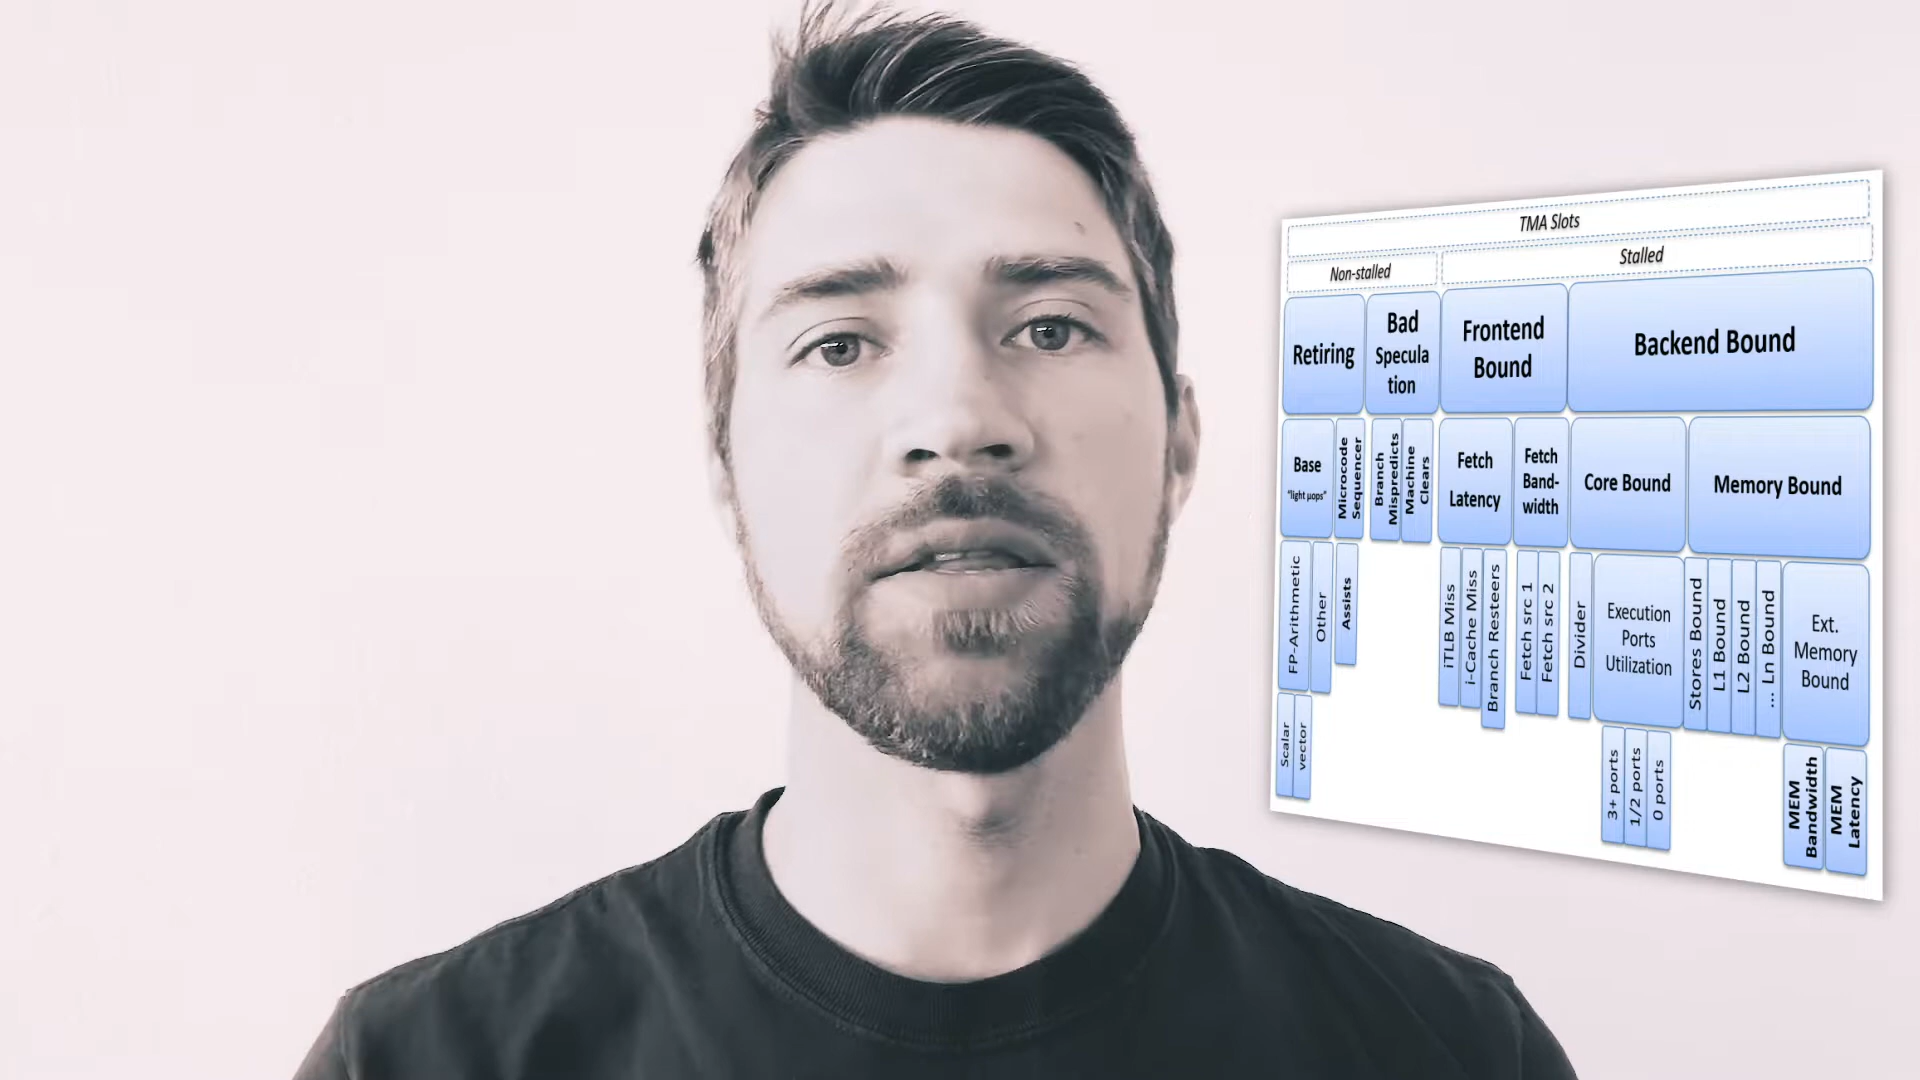 TMA Slots
Non-stalled
Stalled
Retiring
Bad
Specula
tion
Frontend
Bound
Backend Bound
Base
"light μops"
Microcode
Sequencer
Branch
Mispredicts
Machine
Clears
Fetch
Latency
Fetch
Band-
width
Core Bound
Memory Bound
FP-Arithmetic
Other
Assists
iTLB Miss
i-Cache Miss
Branch Resteers
Fetch src 1
Fetch src 2
Divider
Execution
Ports
Utilization
Stores Bound
L1 Bound
L2 Bound
... Ln Bound
Ext.
Memory
Bound
Scalar
vector
3+ ports
1/2 ports
0 ports
MEM
Bandwidth
MEM
Latency